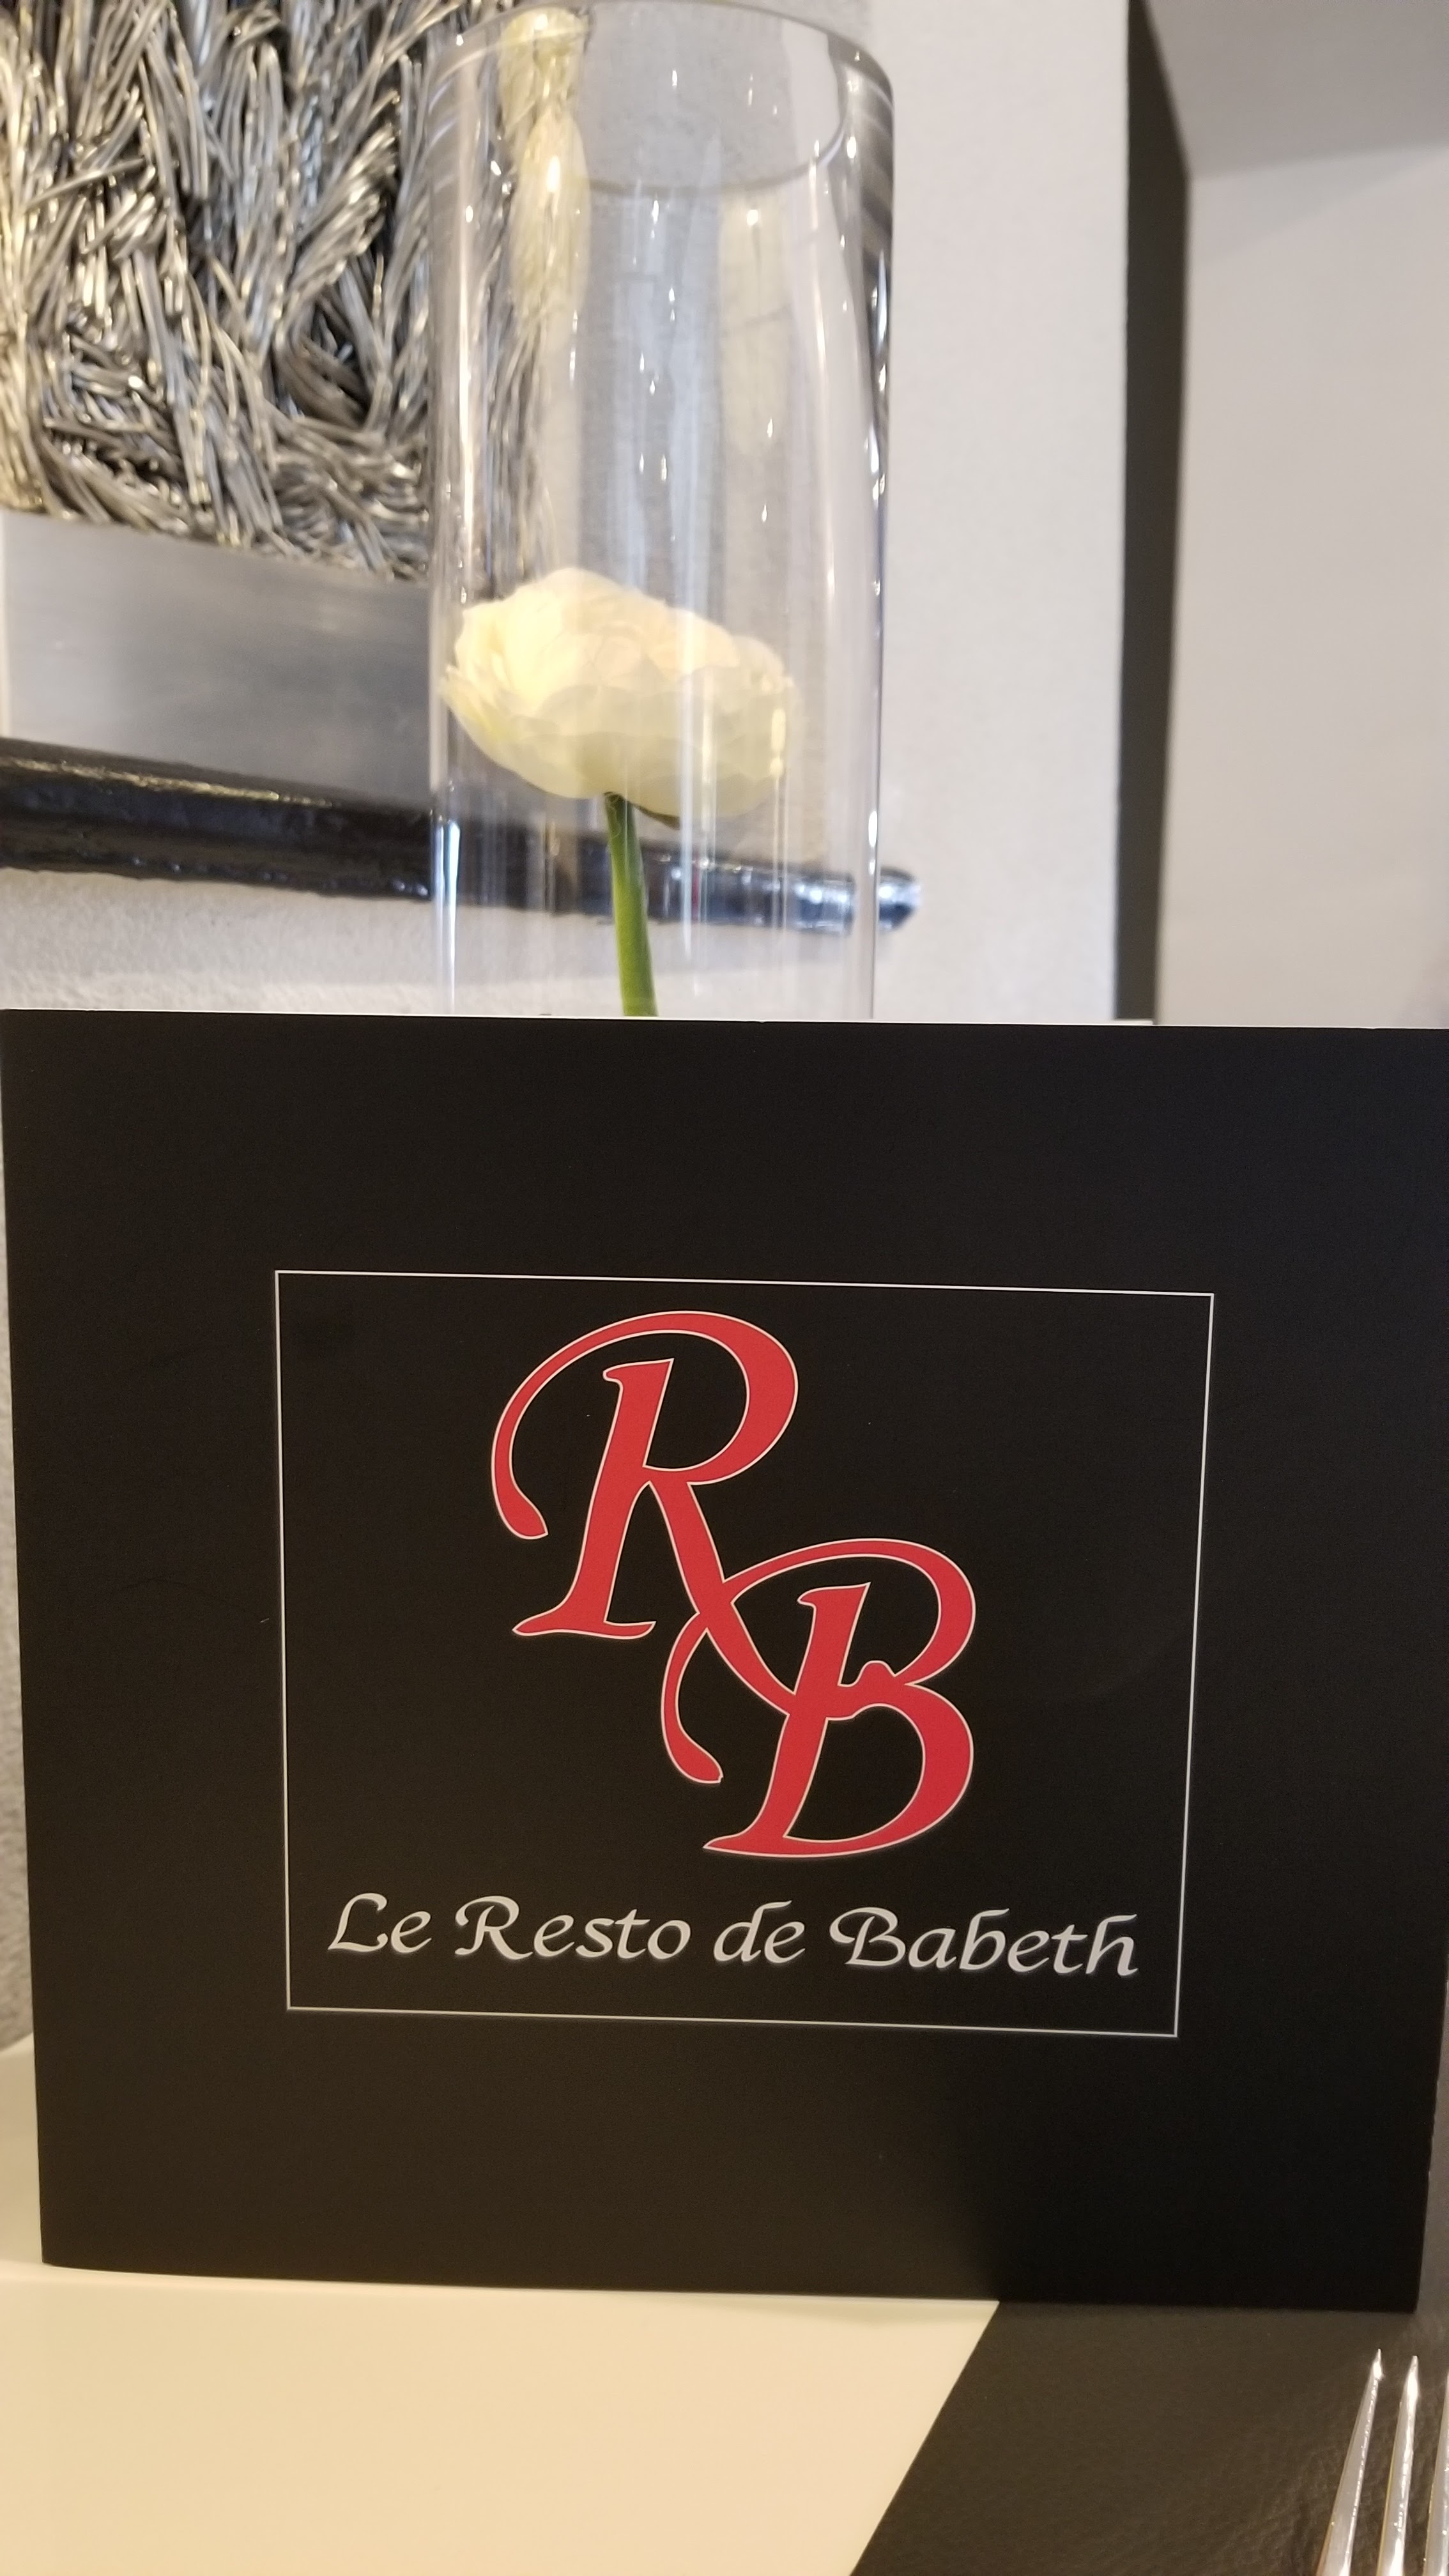 RB
Le Resto de Babeth